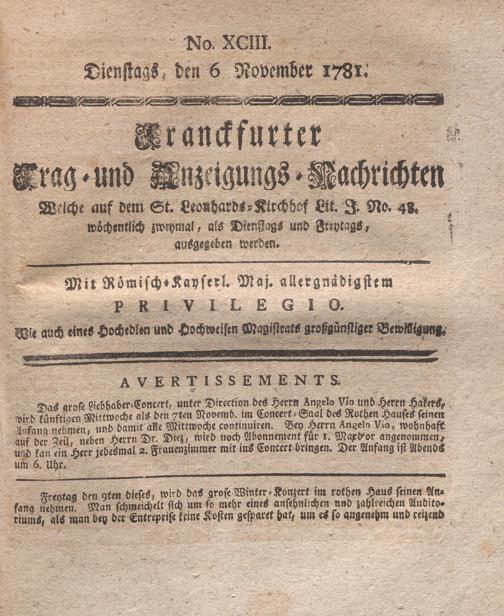 No. XCIII.
Dienstags, den 6 November 1781.
Franckfurter
Frag-und Anzeigungs-Nachrichten
Welche auf dem St. Leonhards-Kirchhof Lit. J. No. 48.
wöchentlich zweymal, als Dienstags und Freytags,
ausgegeben werden.
Mit Römisch-Kayserl. Maj. allergnädigstem
PRIVILEGIO.
Wie auch eines Hochedlen und Hochweisen Magistrats großgünstiger Bewilligung.
AVERTISSEMENTS.
Das grose Liebhaber-Concert, unter Direction des Herrn Angelo Vio und Herrn Hakers,
wird künftigen Mittwoche als den 7ten Novemb. im Concert-Saal des Rothen Hauses seinen
Anfang nehmen, und damit alle Mittwoche continuiren. Bey Herrn Angelo Vio, wohnhaft
auf der Zeil, neben Herrn Dr. Diez, wird noch Abonnement für 1. Maxd'or angenommen,
und kan ein Herr jedesmal 2. Frauenzimmer mit ins Concert bringen. Der Anfang ist Abends
um 6. Uhr.
Freytag den 9ten dieses, wird das grose Winter-Konzert im rothen Haus seinen An-
fang nehmen. Man schmeichelt sich um so mehr eines ansehnlichen und zahlreichen Audito-
riums, als man bey der Entreprise keine Kosten gesparet hat, um es so angenehm und reizend